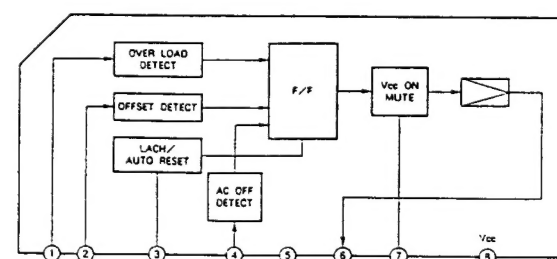 OVER LOAD
DETECT
OFFSET DETECT
LACH/
AUTO RESET
AC OFF
DETECT
F/F
Vcc ON
MUTE
Vcc
1 2 3 4 5 6 7 8